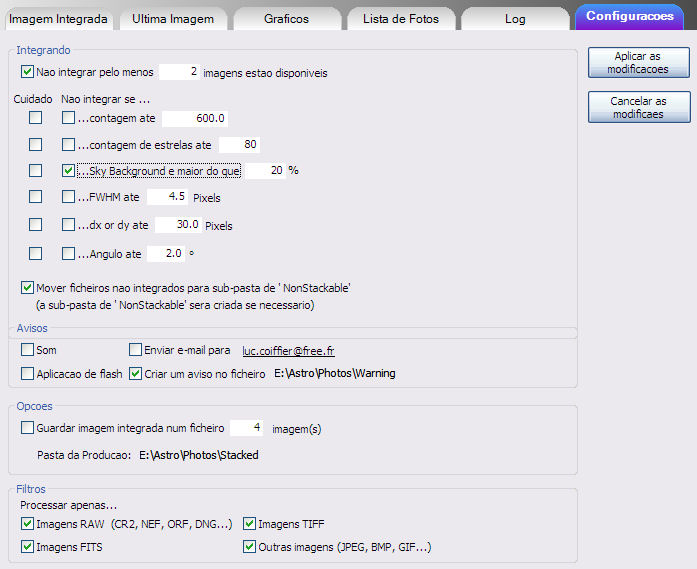 Imagem Integrada Ultima Imagem Graficos Lista de Fotos Log Configuracoes
Integrando
Nao integrar pelo menos 2 imagens estao disponiveis
Aplicar as
modificacoes
Cancelar as
modificaes
Cuidado Nao integrar se ...
...contagem ate 600.0
...contagem de estrelas ate 80
...Sky Background e maior do que 20 %
...FWHM ate 4.5 Pixels
...dx or dy ate 30.0 Pixels
...Angulo ate 2.0 º
Mover ficheiros nao integrados para sub-pasta de ' NonStackable'
(a sub-pasta de ' NonStackable' sera criada se necessario)
Avisos
Som Enviar e-mail para luc.coiffier@free.fr
Aplicacao de flash Criar um aviso no ficheiro E:\Astro\Photos\Warning
Opcoes
Guardar imagem integrada num ficheiro 4 imagem(s)
Pasta da Producao: E:\Astro\Photos\Stacked
Filtros
Processar apenas...
Imagens RAW (CR2, NEF, ORF, DNG...) Imagens TIFF
Imagens FITS Outras imagens (JPEG, BMP, GIF...)